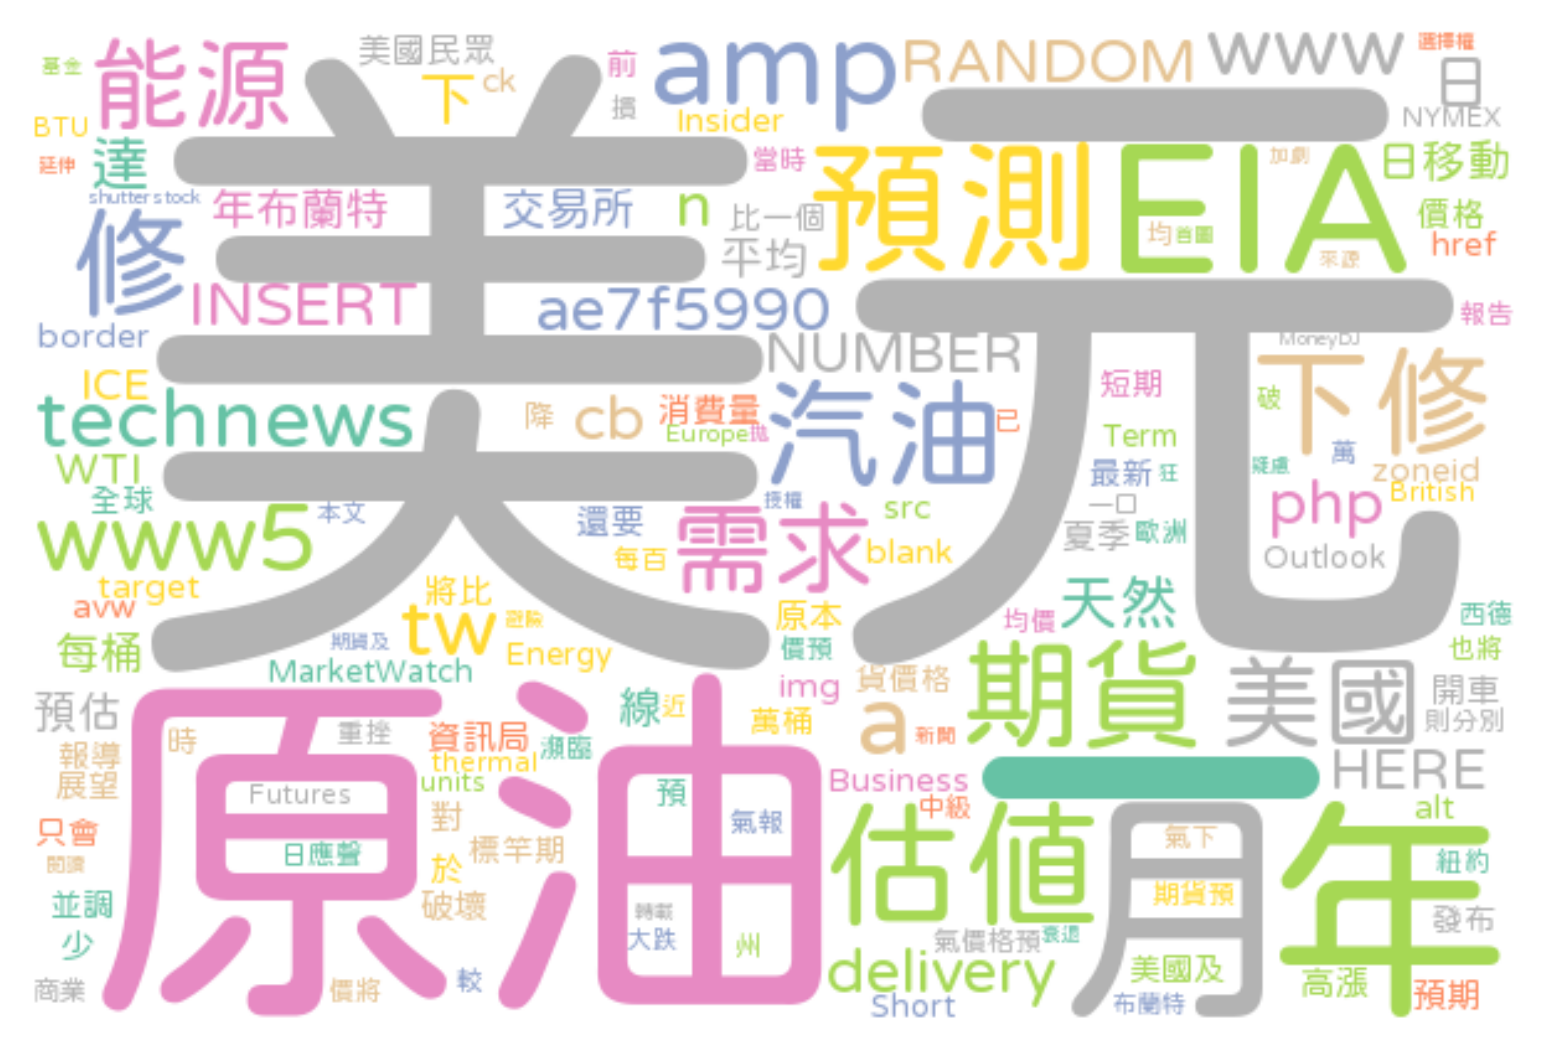 基金
能源
美國民眾
下
ck
前
擯
amp
RANDOM
www
選擇權
日
BTU
Insider
NYMEX
延伸
達
美元
當時
預測
EIA
加劇
日移動
shutterstock
年布蘭特
交易所
n
比一個
均
首圖
價格
修
平均
來源
href
INSERT
ae7f5990
報告
border
NUMBER
MoneyDJ
下修
ICE
technews
降
cb
消費量
汽油
已
短期
破
Europe
拋
Term
萬
WTI
最新
狂
疑慮
zoneid
全球
授權
一口
php
British
www5
本文
還要
需求
src
夏季
歐洲
每百
blank
Outlook
target
將比
avw
tw
避險
原本
均價
天然
西德
每桶
期貨及
Energy
價預
也將
MarketWatch
img
貨價格
期貨
美國
開車
預估
原油
線
近
萬桶
a
新聞
則分別
時
重挫
資訊局
瀕臨
報導
thermal
展望
units
Business
一
HERE
Futures
預
中級
alt
只會
對
氣報
估值
月
氣下
年
日應聲
標竿期
紐約
閱讀
於
期貨預
並調
破壞
轉載
發布
少
大跌
州
氣價格預
衰退
delivery
美國及
高漲
商業
價將
較
Short
布蘭特
預期